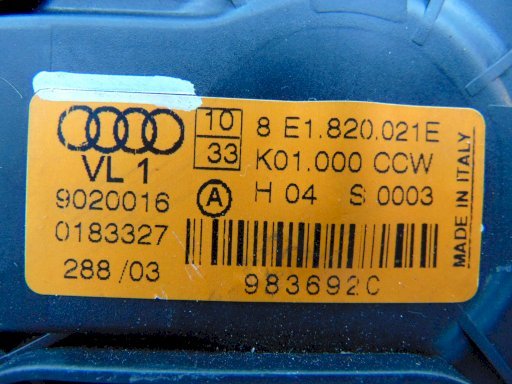 10 8 E1.820.021E
33 K01.000 CCW
VL 1
9020016 A H 04 S 0003
0183327
288/03 983692C
MADE IN ITALY